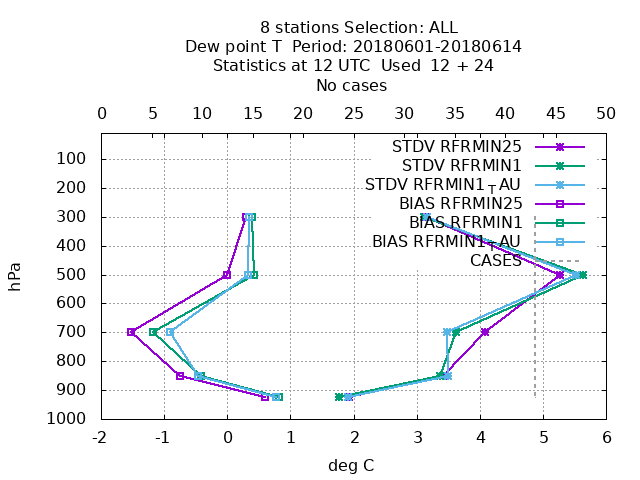 8 stations Selection: ALL
Dew point T  Period: 20180601-20180614
Statistics at 12 UTC  Used  12 + 24
No cases
0 5 10 15 20 25 30 35 40 45 50
STDV RFRMIN25
STDV RFRMIN1
STDV RFRMIN1TAU
BIAS RFRMIN25
BIAS RFRMIN1
BIAS RFRMIN1TAU
CASES
100
200
300
400
500
600
700
800
900
1000
hPa
-2 -1 0 1 2 3 4 5 6
deg C